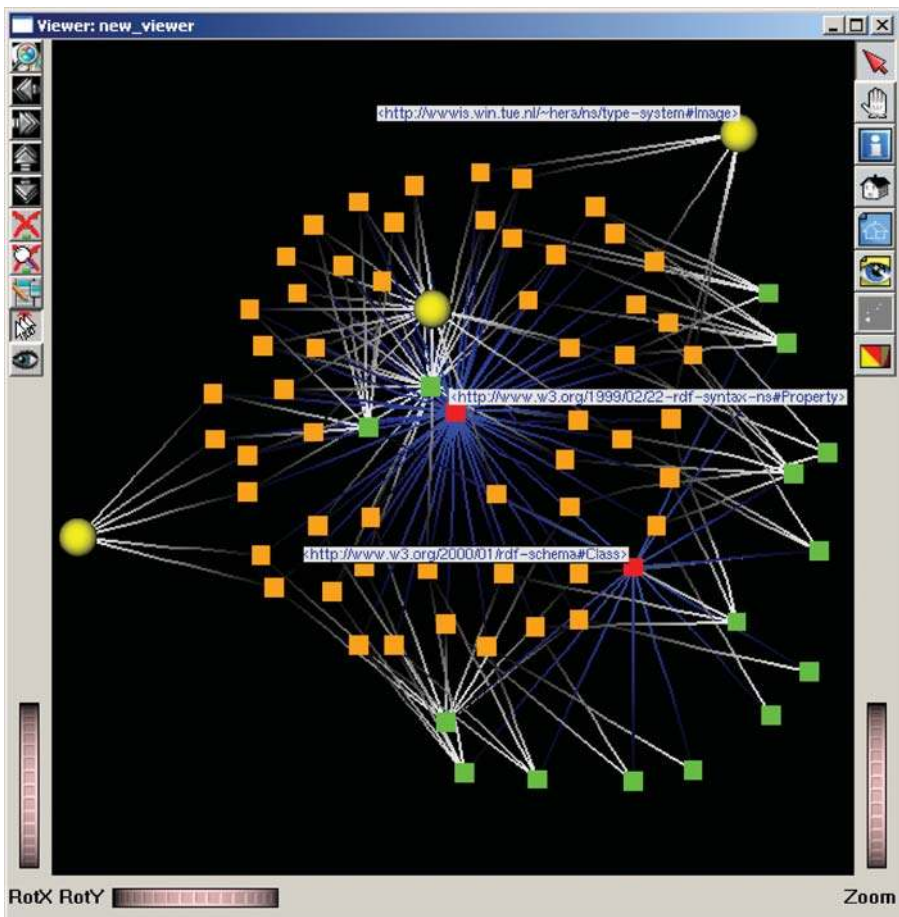 Viewer: new_viewer
<http://wwwis.win.tue.nl/~hera/ns/type-system#Image>
<http://www.w3.org/1999/02/22-rdf-syntax-ns#Property>
<http://www.w3.org/2000/01/rdf-schema#Class>
RotX RotY
Zoom